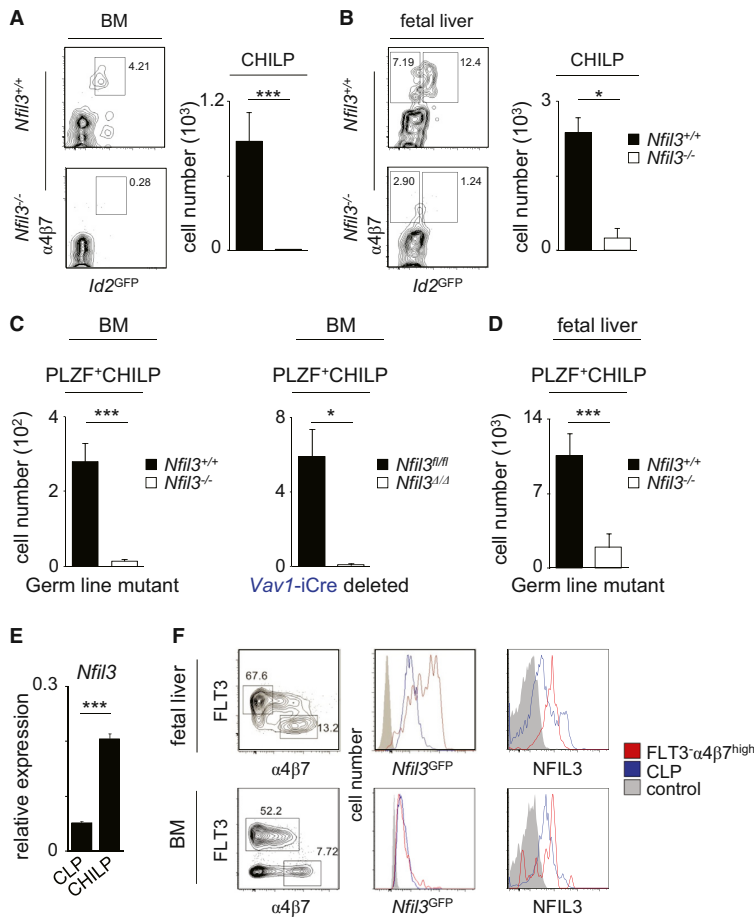 A
BM
Nfil3+/+
4.21
Nfil3-/-
0.28
α4β7
Id2GFP
CHILP
cell number (10³)
1.2
***
0
B
fetal liver
Nfil3+/+
7.19
12.4
Nfil3-/-
2.90
1.24
α4β7
Id2GFP
CHILP
cell number (10³)
3
*
0
Nfil3+/+
Nfil3-/-
C
BM
PLZF+CHILP
cell number (10²)
4
2
0
***
Nfil3+/+
Nfil3-/-
Germ line mutant
BM
PLZF+CHILP
cell number (10²)
8
4
0
*
Nfil3fl/fl
Nfil3Δ/Δ
Vav1-iCre deleted
D
fetal liver
PLZF+CHILP
cell number (10³)
14
7
0
***
Nfil3+/+
Nfil3-/-
Germ line mutant
E
Nfil3
relative expression
0.3
0
***
CLP
CHILP
F
fetal liver
FLT3
67.6
13.2
α4β7
cell number
Nfil3GFP
NFIL3
BM
FLT3
52.2
7.72
α4β7
Nfil3GFP
NFIL3
FLT3-α4β7high
CLP
control